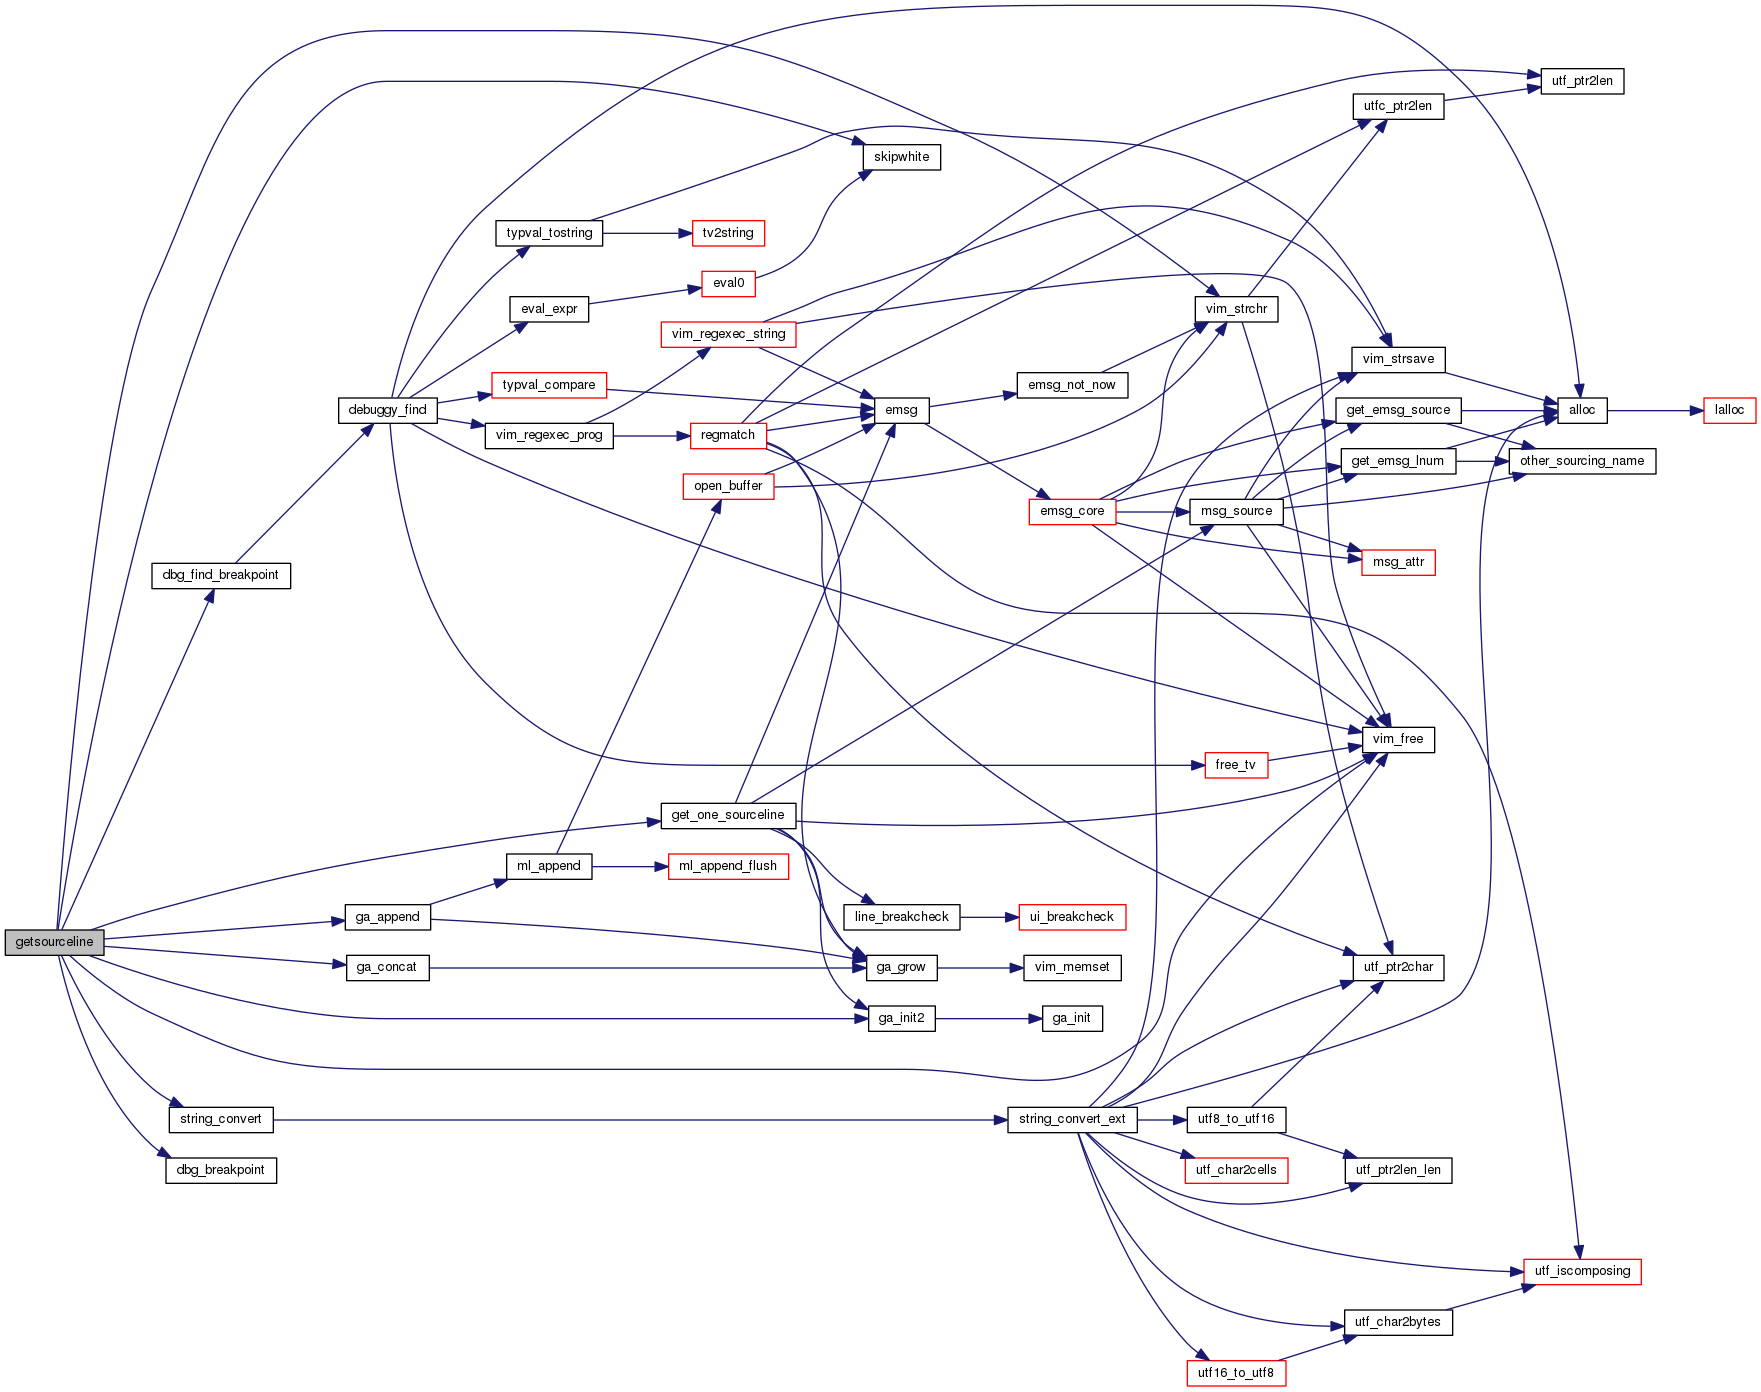 utf_ptr2len
utfc_ptr2len
skipwhite
typval_tostring
tv2string
eval0
eval_expr
vim_strchr
vim_regexec_string
vim_strsave
typval_compare
emsg_not_now
debuggy_find
emsg
get_emsg_source
alloc
lalloc
vim_regexec_prog
regmatch
get_emsg_lnum
other_sourcing_name
open_buffer
emsg_core
msg_source
msg_attr
dbg_find_breakpoint
vim_free
free_tv
get_one_sourceline
ml_append
ml_append_flush
ga_append
line_breakcheck
ui_breakcheck
getsourceline
ga_concat
ga_grow
vim_memset
utf_ptr2char
ga_init2
ga_init
string_convert
string_convert_ext
utf8_to_utf16
dbg_breakpoint
utf_char2cells
utf_ptr2len_len
utf_iscomposing
utf_char2bytes
utf16_to_utf8